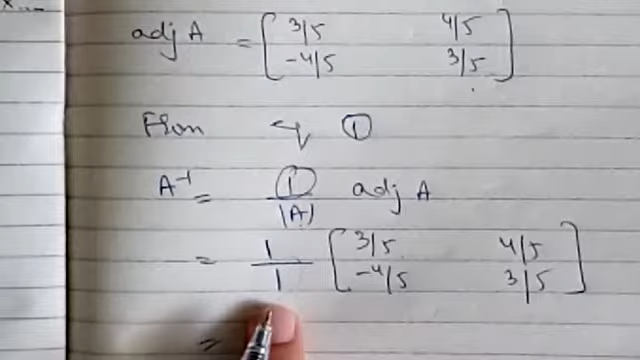 x...
adj A = [ 3/5 4/5
-4/5 3/5 ]
From eq ①
A⁻¹ = ① / |A| adj A
= 1/1 [ 3/5 4/5
-4/5 3/5 ]
=